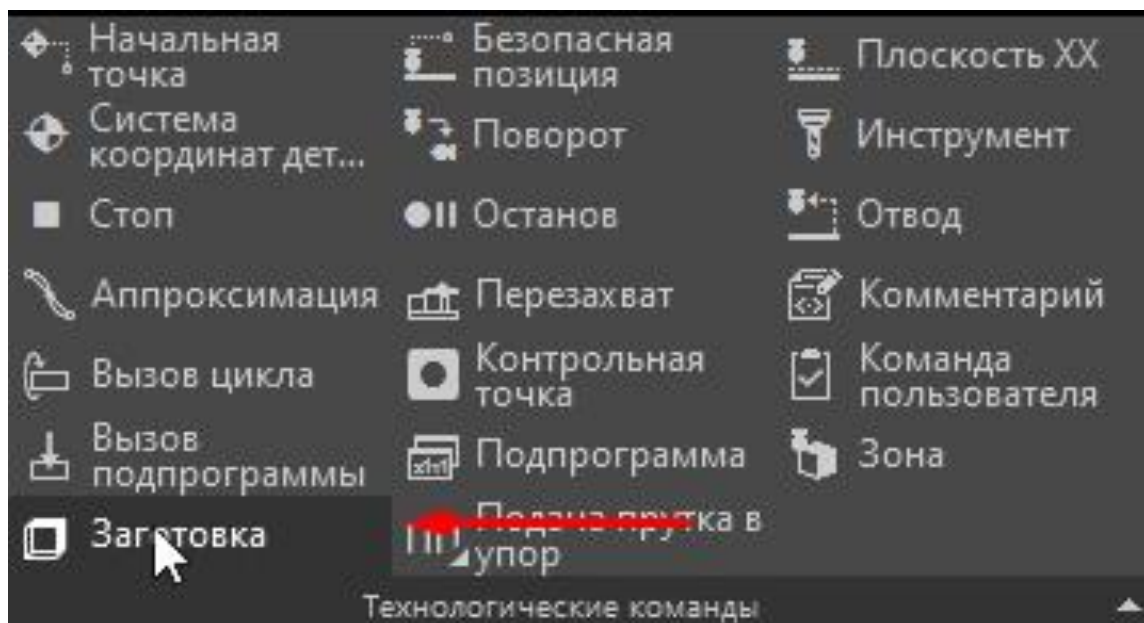 Начальная
точка
Безопасная
позиция
Плоскость ХХ
Система
координат дет...
Поворот
Инструмент
Стоп
Останов
Отвод
Аппроксимация
Перезахват
Комментарий
Вызов цикла
Контрольная
точка
Команда
пользователя
Вызов
подпрограммы
Подпрограмма
Зона
Заготовка
Подача прутка в
упор
Технологические команды